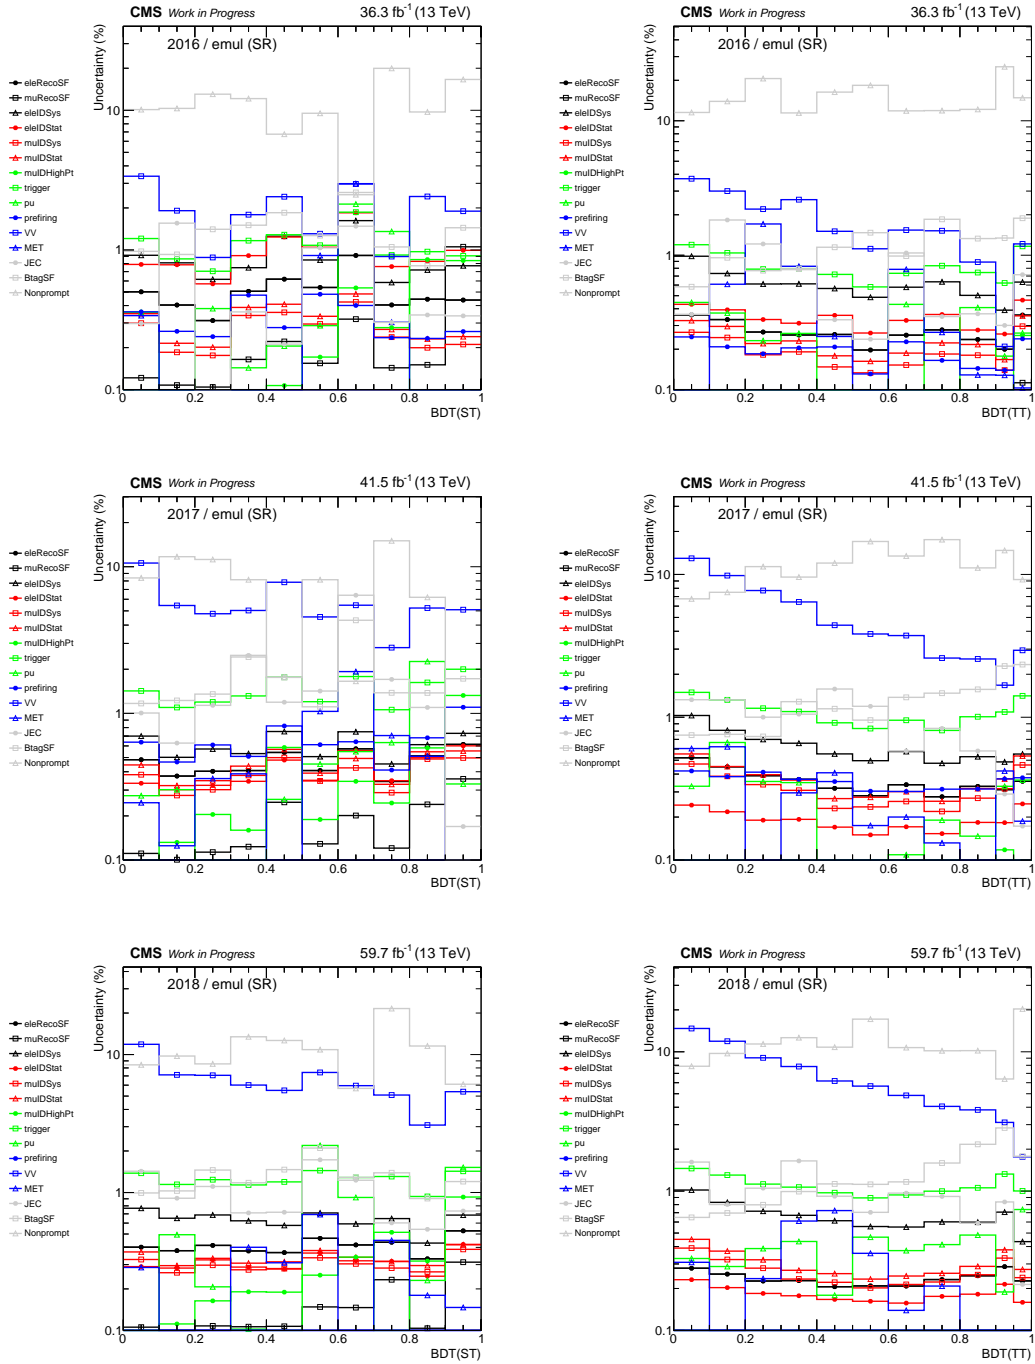 CMS Work in Progress 36.3 fb⁻¹ (13 TeV)
2016 / emul (SR)
Uncertainty (%)
10
1
0.1
eleRecoSF
muRecoSF
eleIDSys
eleIDStat
muIDSys
muIDStat
muIDHighPt
trigger
pu
prefiring
VV
MET
JEC
BtagSF
Nonprompt
0 0.2 0.4 0.6 0.8 1
BDT(ST)
CMS Work in Progress 36.3 fb⁻¹ (13 TeV)
2016 / emul (SR)
Uncertainty (%)
10
1
0.1
eleRecoSF
muRecoSF
eleIDSys
eleIDStat
muIDSys
muIDStat
muIDHighPt
trigger
pu
prefiring
VV
MET
JEC
BtagSF
Nonprompt
0 0.2 0.4 0.6 0.8 1
BDT(TT)
CMS Work in Progress 41.5 fb⁻¹ (13 TeV)
2017 / emul (SR)
Uncertainty (%)
10
1
0.1
eleRecoSF
muRecoSF
eleIDSys
eleIDStat
muIDSys
muIDStat
muIDHighPt
trigger
pu
prefiring
VV
MET
JEC
BtagSF
Nonprompt
0 0.2 0.4 0.6 0.8 1
BDT(ST)
CMS Work in Progress 41.5 fb⁻¹ (13 TeV)
2017 / emul (SR)
Uncertainty (%)
10
1
0.1
eleRecoSF
muRecoSF
eleIDSys
eleIDStat
muIDSys
muIDStat
muIDHighPt
trigger
pu
prefiring
VV
MET
JEC
BtagSF
Nonprompt
0 0.2 0.4 0.6 0.8 1
BDT(TT)
CMS Work in Progress 59.7 fb⁻¹ (13 TeV)
2018 / emul (SR)
Uncertainty (%)
10
1
0.1
eleRecoSF
muRecoSF
eleIDSys
eleIDStat
muIDSys
muIDStat
muIDHighPt
trigger
pu
prefiring
VV
MET
JEC
BtagSF
Nonprompt
0 0.2 0.4 0.6 0.8 1
BDT(ST)
CMS Work in Progress 59.7 fb⁻¹ (13 TeV)
2018 / emul (SR)
Uncertainty (%)
10
1
0.1
eleRecoSF
muRecoSF
eleIDSys
eleIDStat
muIDSys
muIDStat
muIDHighPt
trigger
pu
prefiring
VV
MET
JEC
BtagSF
Nonprompt
0 0.2 0.4 0.6 0.8 1
BDT(TT)